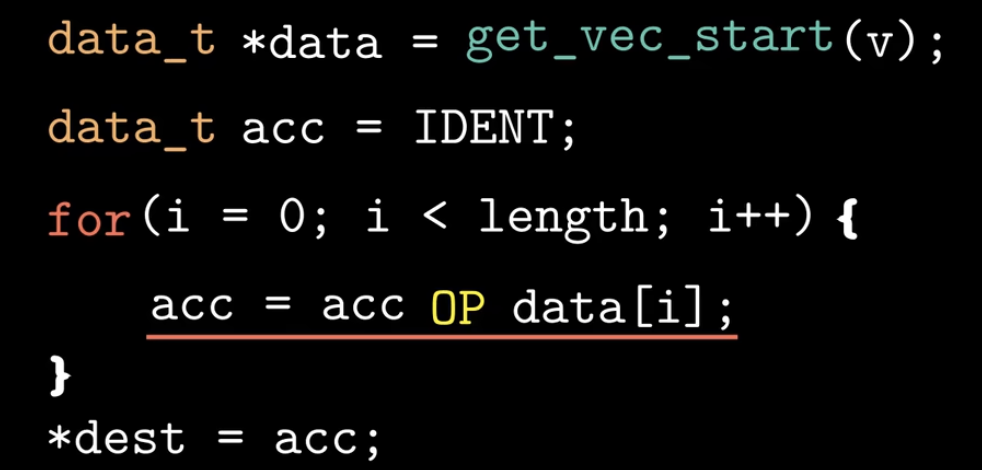 data_t *data = get_vec_start(v);
data_t acc = IDENT;
for(i = 0; i < length; i++) {
acc = acc OP data[i];
}
*dest = acc;